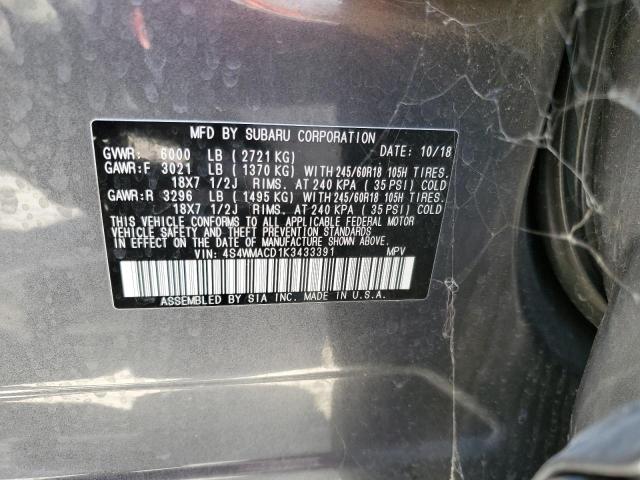 MFD BY SUBARU CORPORATION
GVWR: 6000 LB ( 2721 KG) DATE: 10/18
GAWR:F 3021 LB ( 1370 KG) WITH 245/60R18 105H TIRES.
18X7 1/2J RIMS. AT 240 KPA ( 35 PSI) COLD
GAWR:R 3296 LB ( 1495 KG) WITH 245/60R18 105H TIRES.
18X7 1/2J RIMS. AT 240 KPA ( 35 PSI) COLD
THIS VEHICLE CONFORMS TO ALL APPLICABLE FEDERAL MOTOR
VEHICLE SAFETY AND THEFT PREVENTION STANDARDS
IN EFFECT ON THE DATE OF MANUFACTURE SHOWN ABOVE.
VIN: 4S4WMACD1K3433391 MPV
ASSEMBLED BY SIA INC. MADE IN U.S.A.